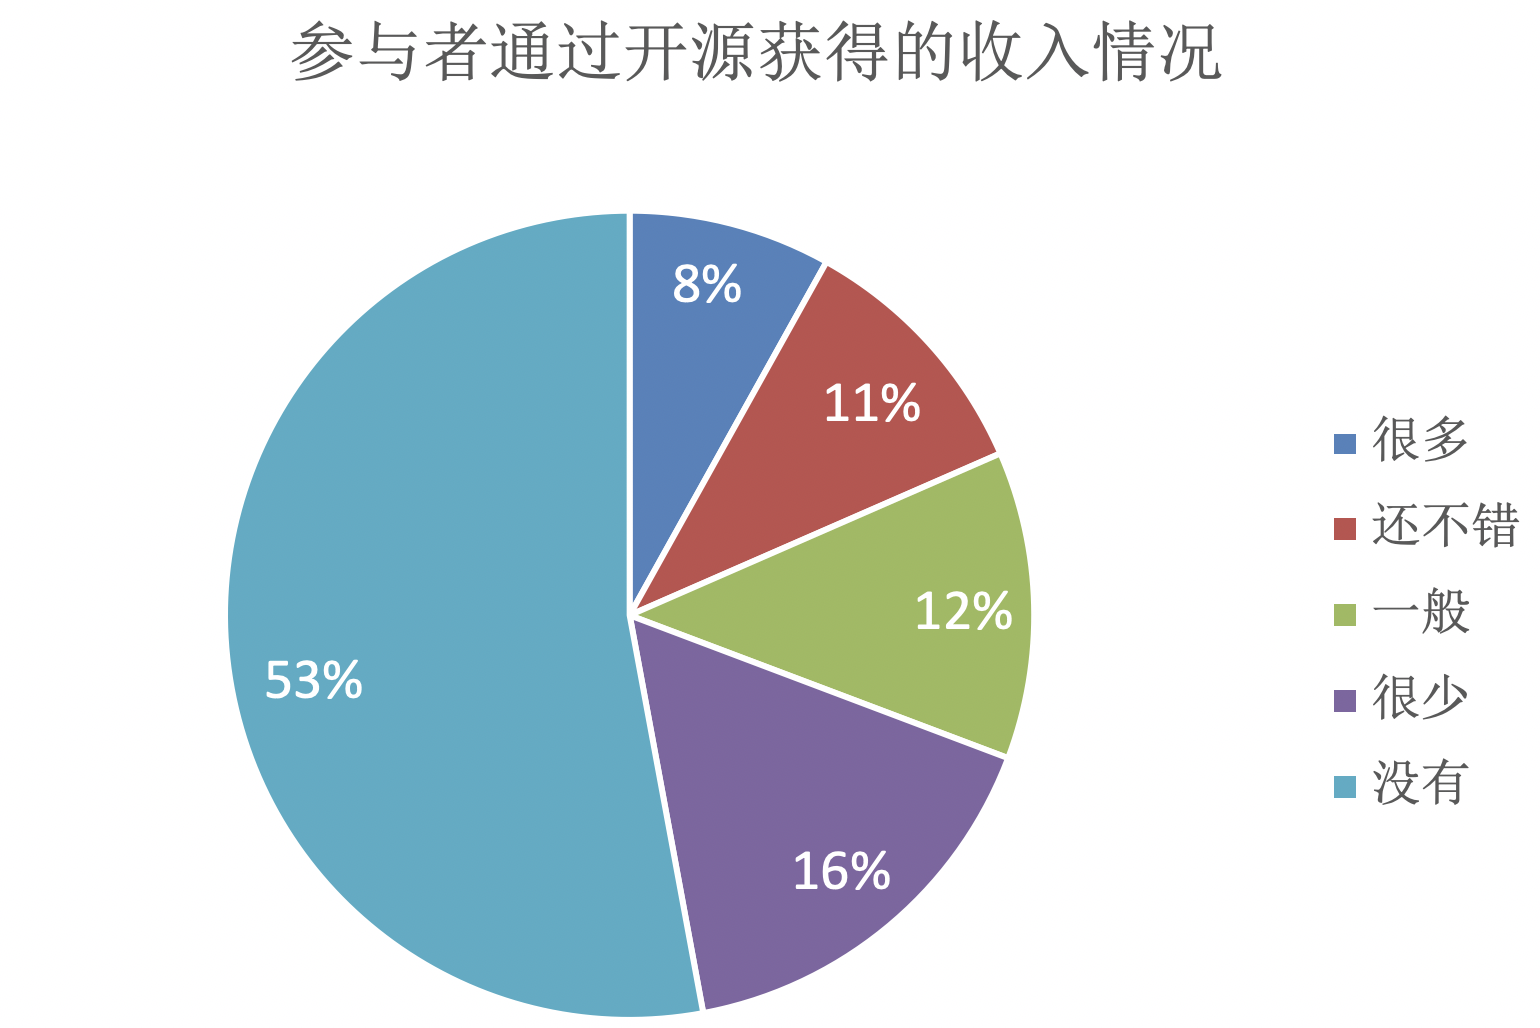 参与者通过开源获得的收入情况
8%
11%
12%
16%
53%
很多
还不错
一般
很少
没有